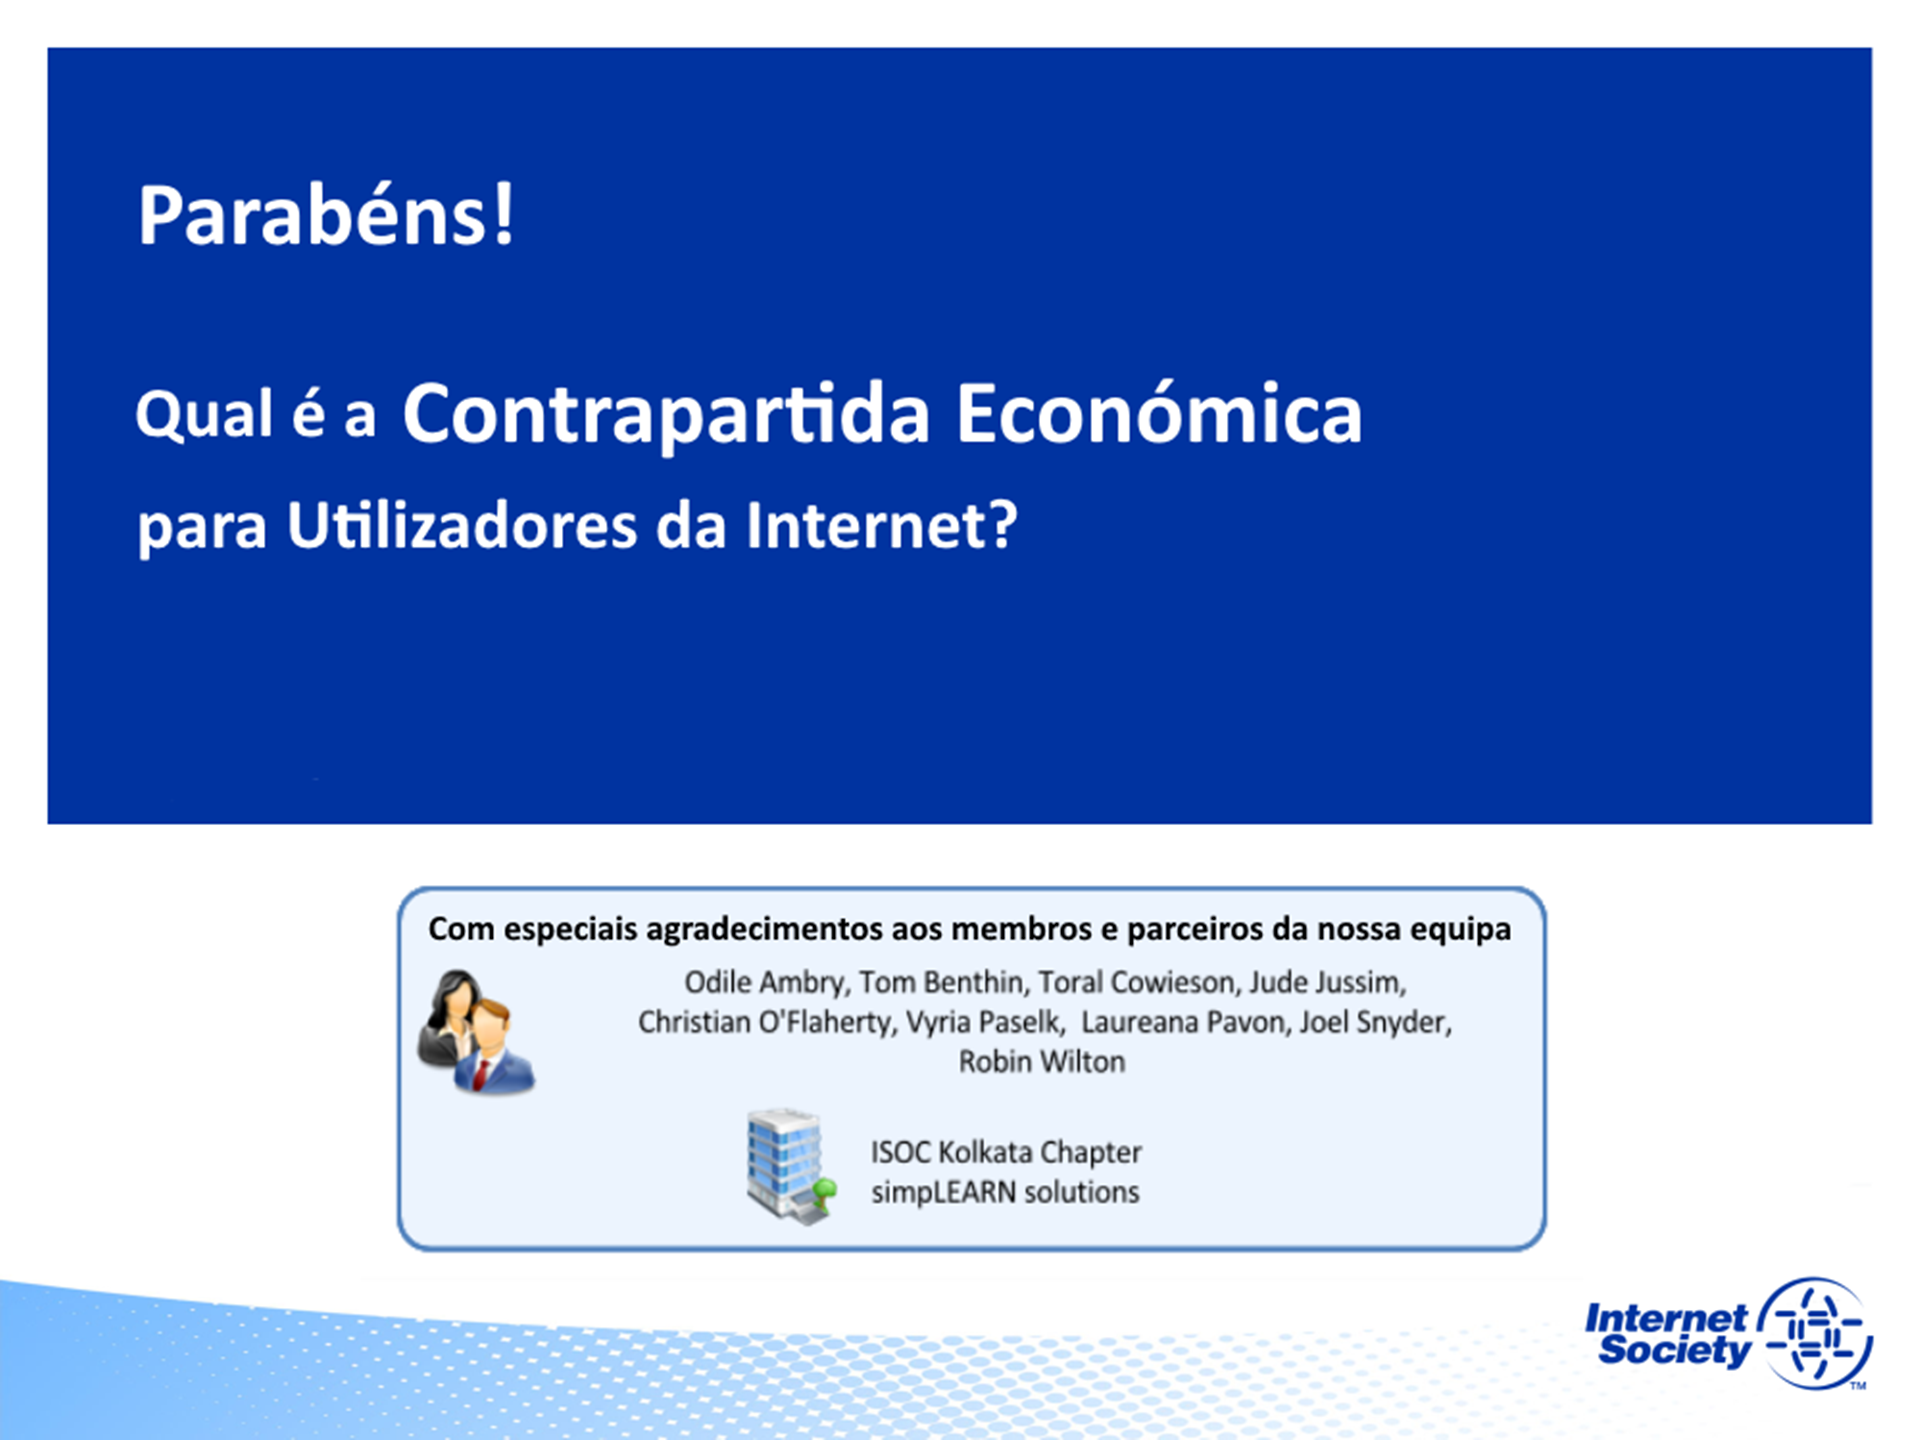 Parabéns!
Qual é a Contrapartida Económica
para Utilizadores da Internet?
Com especiais agradecimentos aos membros e parceiros da nossa equipa
Odile Ambry, Tom Benthin, Toral Cowieson, Jude Jussim,
Christian O'Flaherty, Vyria Paselk, Laureana Pavon, Joel Snyder,
Robin Wilton
ISOC Kolkata Chapter
simpLEARN solutions
Internet
Society
TM